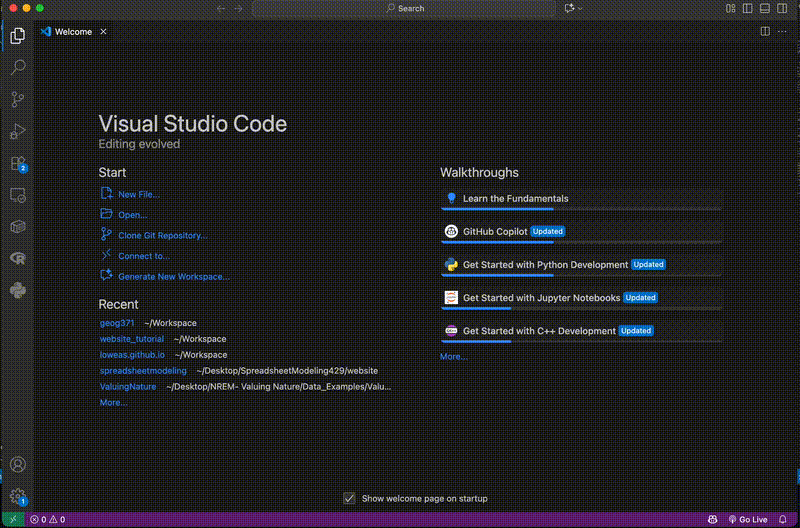 Search
Welcome
Visual Studio Code
Editing evolved
Start
New File...
Open...
Clone Git Repository...
Connect to...
Generate New Workspace...
Recent
geog371 ~/Workspace
website_tutorial ~/Workspace
loweas.github.io ~/Workspace
spreadsheetmodeling ~/Desktop/SpreadsheetModeling429/website
ValuingNature ~/Desktop/NREM- Valuing Nature/Data_Examples/Valu...
More...
Walkthroughs
Learn the Fundamentals
GitHub Copilot Updated
Get Started with Python Development Updated
Get Started with Jupyter Notebooks Updated
Get Started with C++ Development Updated
More...
2
1
Show welcome page on startup
0 0
Go Live